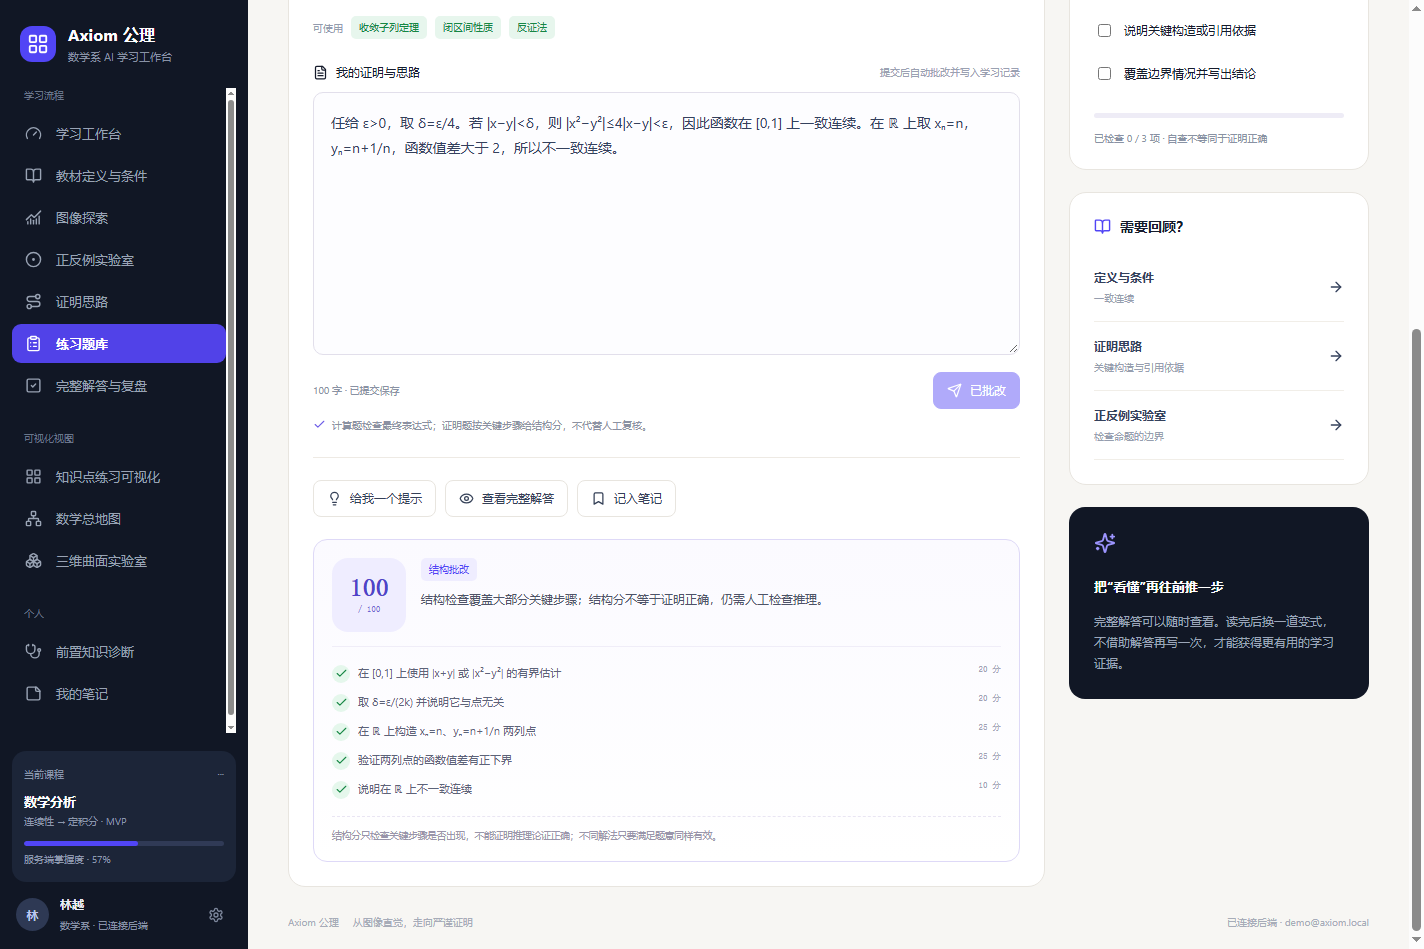 Axiom 公理
数学系 AI 学习工作台
学习流程
学习工作台
教材定义与条件
图像探索
正反例实验室
证明思路
练习题库
完整解答与复盘
可视化视图
知识点练习可视化
数学总地图
三维曲面实验室
个人
前置知识诊断
我的笔记
当前课程
数学分析
连续性 → 定积分 · MVP
服务端掌握度 · 57%
林
林越
数学系 · 已连接后端
可使用 收敛子列定理 闭区间性质 反证法
我的证明与思路
提交后自动批改并写入学习记录
任给 ε>0，取 δ=ε/4。若 |x−y|<δ，则 |x²−y²|≤4|x−y|<ε，因此函数在 [0,1] 上一致连续。在 ℝ 上取 xₙ=n，
yₙ=n+1/n，函数值差大于 2，所以不一致连续。
100 字 · 已提交保存
已批改
计算题检查最终表达式；证明题按关键步骤给结构分，不代替人工复核。
给我一个提示
查看完整解答
记入笔记
100
/ 100
结构批改
结构检查覆盖大部分关键步骤；结构分不等于证明正确，仍需人工检查推理。
在 [0,1] 上使用 |x+y| 或 |x²−y²| 的有界估计 20 分
取 δ=ε/(2k) 并说明它与点无关 20 分
在 ℝ 上构造 xₙ=n、yₙ=n+1/n 两列点 25 分
验证两列点的函数值差有正下界 25 分
说明在 ℝ 上不一致连续 10 分
结构分只检查关键步骤是否出现，不能证明推理论证正确；不同解法只要满足题意同样有效。
说明关键构造或引用依据
覆盖边界情况并写出结论
已检查 0 / 3 项 · 自查不等同于证明正确
需要回顾?
定义与条件
一致连续
证明思路
关键构造与引用依据
正反例实验室
检查命题的边界
把“看懂”再往前推一步
完整解答可以随时查看。读完后换一道变式，
不借助解答再写一次，才能获得更有用的学习
证据。
Axiom 公理 从图像直觉，走向严谨证明
已连接后端 · demo@axiom.local